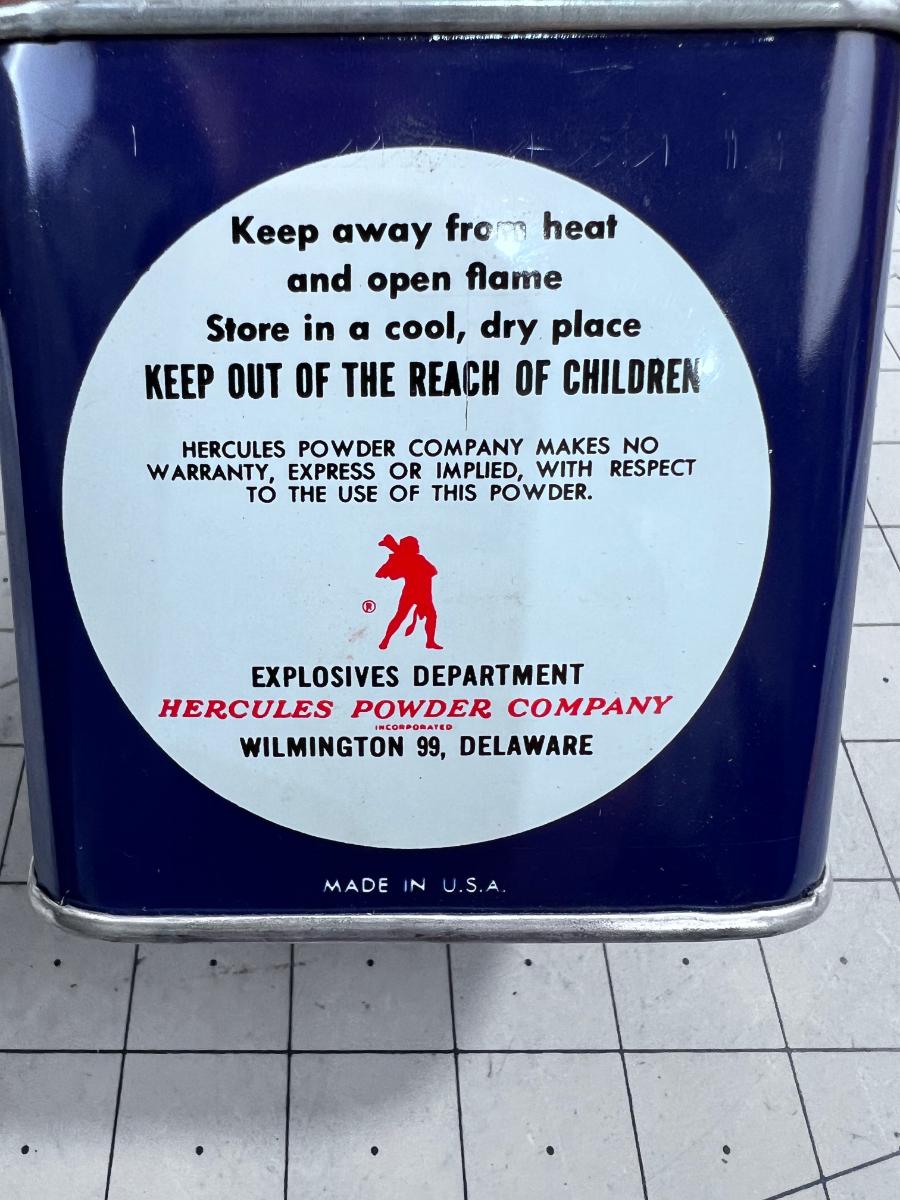 Keep away from heat
and open flame
Store in a cool, dry place
KEEP OUT OF THE REACH OF CHILDREN
HERCULES POWDER COMPANY MAKES NO
WARRANTY, EXPRESS OR IMPLIED, WITH RESPECT
TO THE USE OF THIS POWDER.
®
EXPLOSIVES DEPARTMENT
HERCULES POWDER COMPANY
INCORPORATED
WILMINGTON 99, DELAWARE
MADE IN U.S.A.